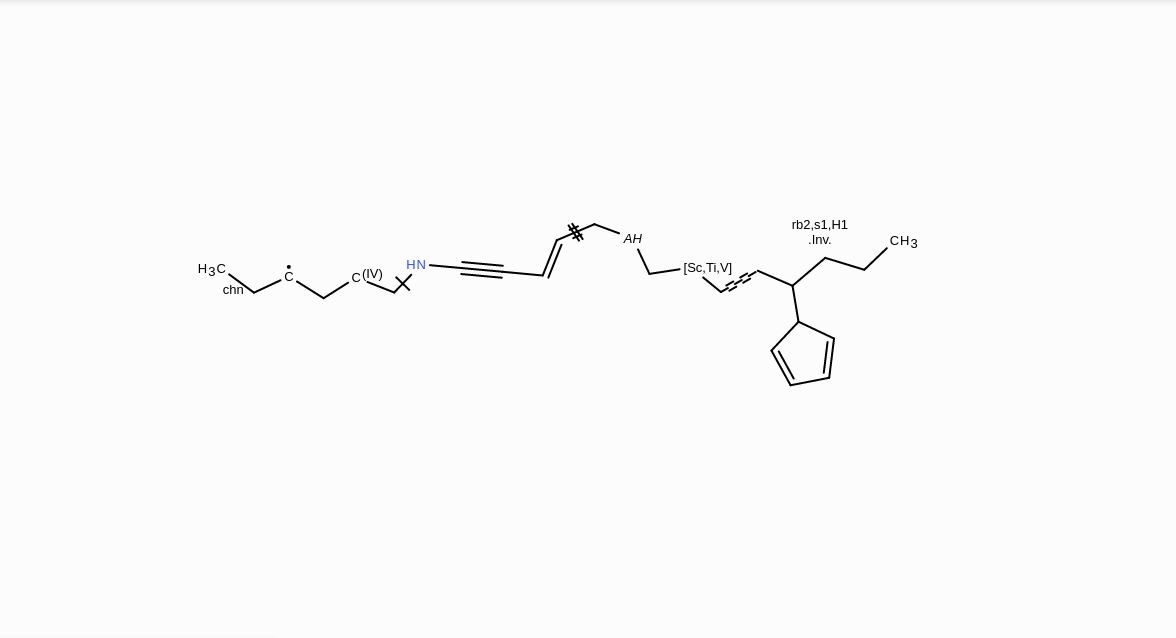 rb2,s1,H1
.Inv.
CH3
AH
HN
[Sc,Ti,V]
H3C
C
C(IV)
chn